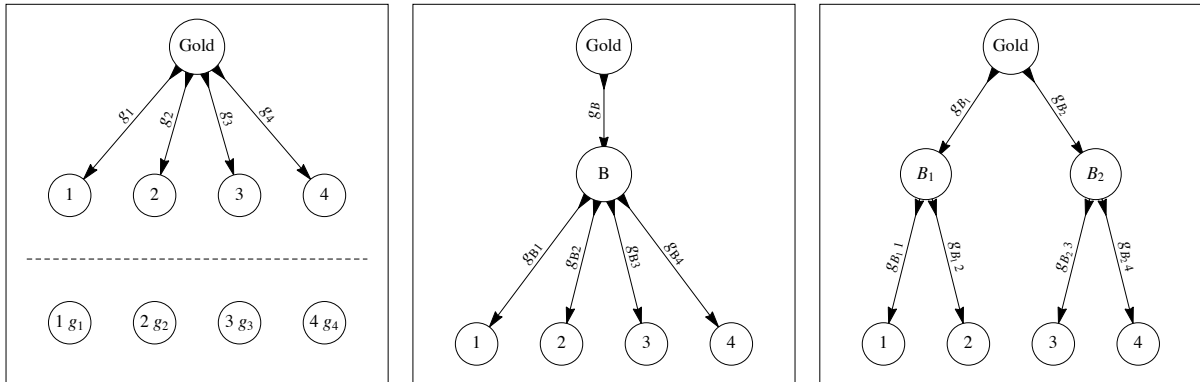 Gold
g1 g2 g3 g4
1 2 3 4
1 g1 2 g2 3 g3 4 g4
Gold
gB
B
gB1 gB2 gB3 gB4
1 2 3 4
Gold
gB1 gB2
B1 B2
gB1 1 gB1 2 gB2 3 gB2 4
1 2 3 4